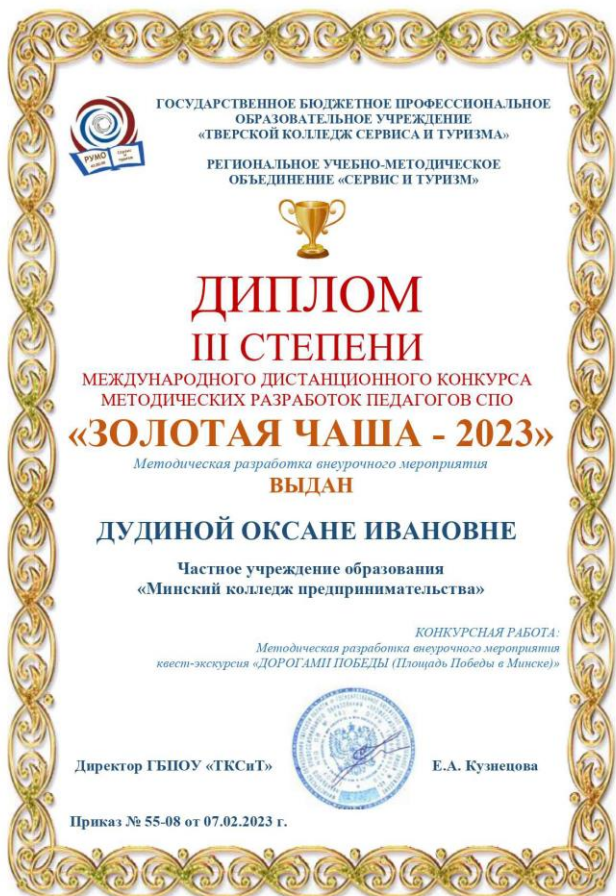 ГОСУДАРСТВЕННОЕ БЮДЖЕТНОЕ ПРОФЕССИОНАЛЬНОЕ
ОБРАЗОВАТЕЛЬНОЕ УЧРЕЖДЕНИЕ
«ТВЕРСКОЙ КОЛЛЕДЖ СЕРВИСА И ТУРИЗМА»
РУМО
РЕГИОНАЛЬНОЕ УЧЕБНО-МЕТОДИЧЕСКОЕ
ОБЪЕДИНЕНИЕ «СЕРВИС И ТУРИЗМ»
ДИПЛОМ
III СТЕПЕНИ
МЕЖДУНАРОДНОГО ДИСТАНЦИОННОГО КОНКУРСА
МЕТОДИЧЕСКИХ РАЗРАБОТОК ПЕДАГОГОВ СПО
«ЗОЛОТАЯ ЧАША - 2023»
Методическая разработка внеурочного мероприятия
ВЫДАН
ДУДИНОЙ ОКСАНЕ ИВАНОВНЕ
Частное учреждение образования
«Минский колледж предпринимательства»
КОНКУРСНАЯ РАБОТА:
Методическая разработка внеурочного мероприятия
квест-экскурсия «ДОРОГАМИ ПОБЕДЫ (Площадь Победы в Минске)»
Директор ГБПОУ «ТКСиТ» Е.А. Кузнецова
Приказ № 55-08 от 07.02.2023 г.